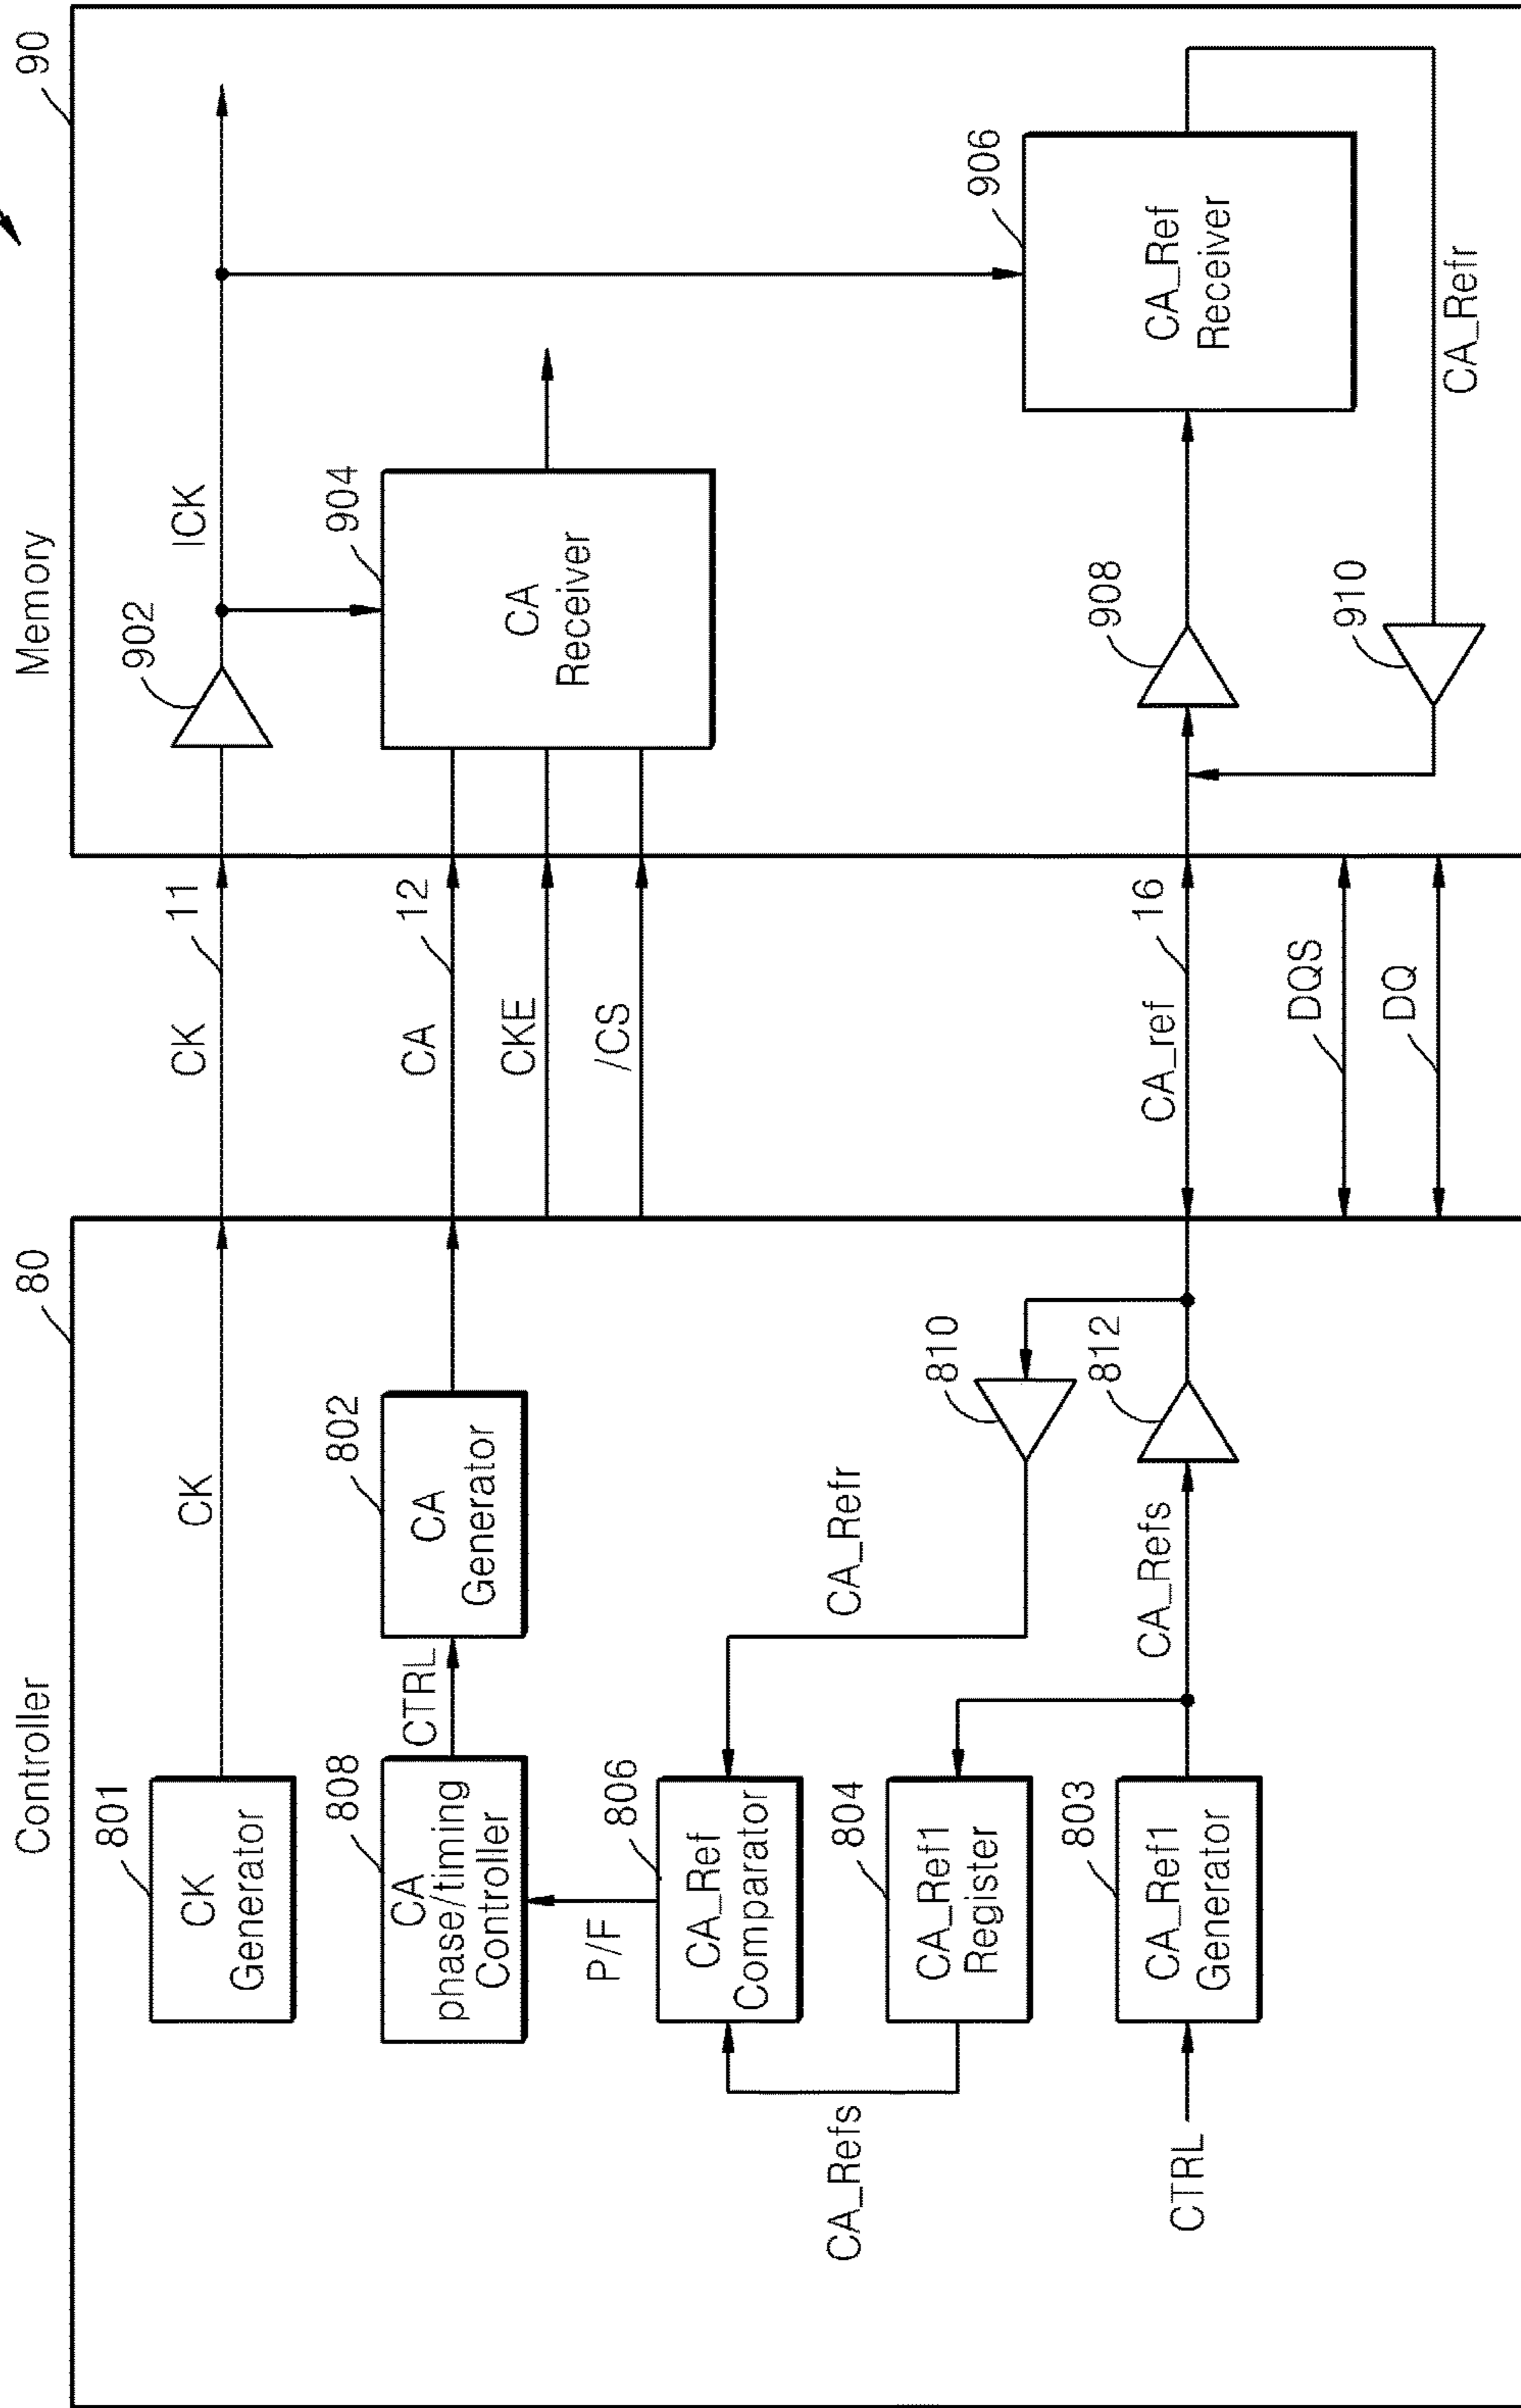 Controller
80
Memory
90
801
CK
Generator
CK
CK
11
902
ICK
808
CA
phase/timing
Controller
CTRL
802
CA
Generator
CA
12
CKE
/CS
904
CA
Receiver
P/F
806
CA_Ref
Comparator
CA_Refr
CA_Refs
804
CA_Ref1
Register
810
803
CA_Ref1
Generator
CTRL
CA_Refs
812
CA_ref
16
908
906
CA_Ref
Receiver
910
CA_Refr
DQS
DQ